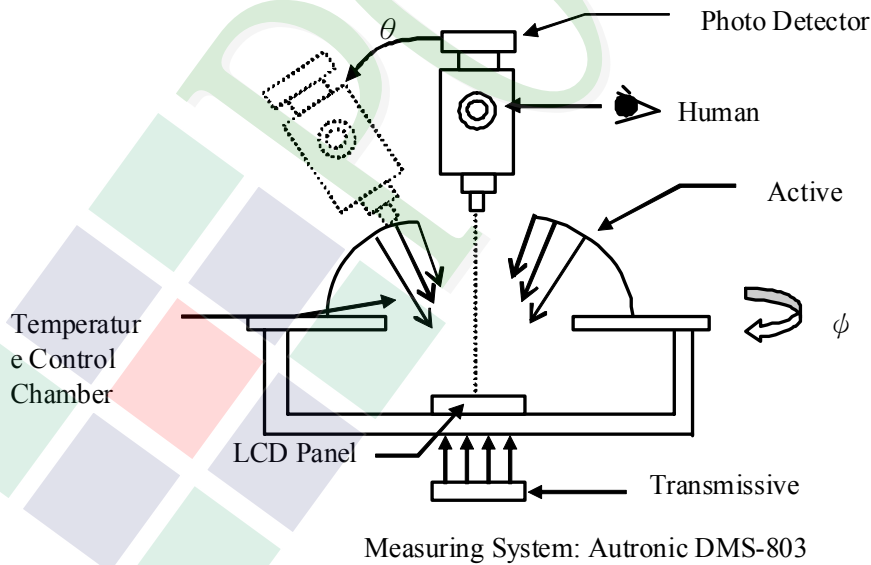 Photo Detector
θ
Human
Active
Temperatur
e Control
Chamber
ϕ
LCD Panel
Transmissive
Measuring System: Autronic DMS-803